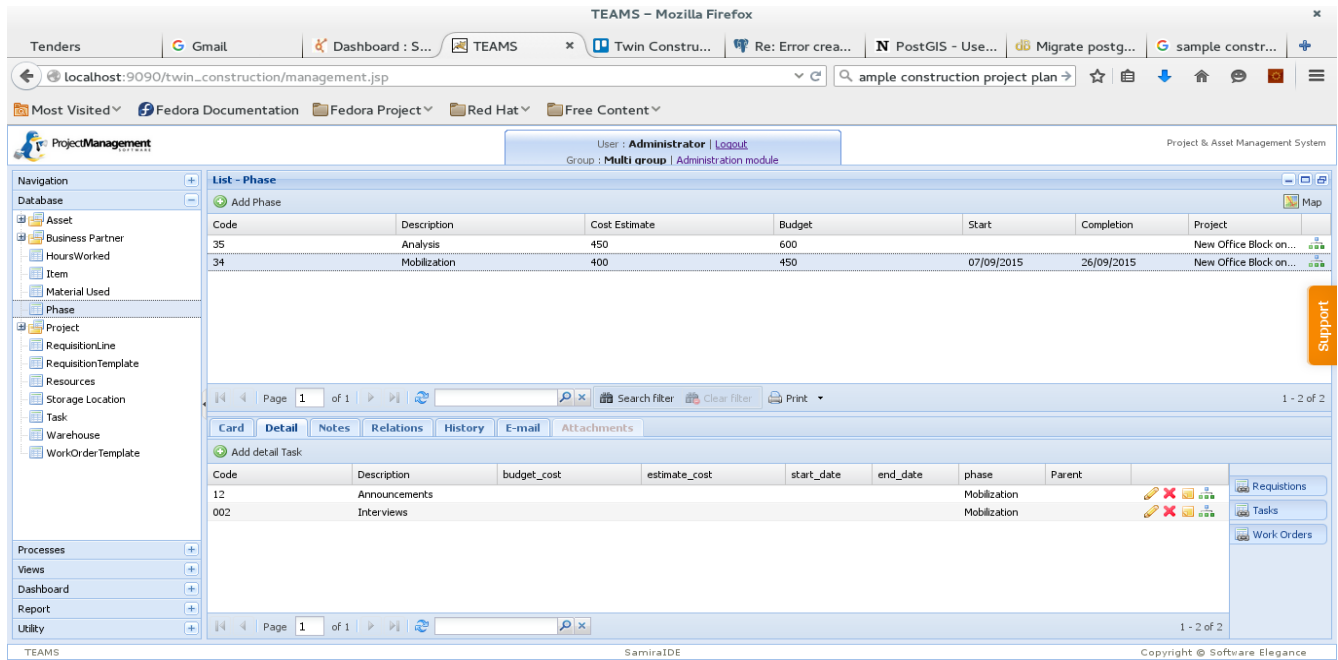 TEAMS – Mozilla Firefox
Tenders
Gmail
Dashboard : S...
TEAMS
Twin Constru...
Re: Error crea...
PostGIS - Use...
Migrate postg...
sample constr...
localhost:9090/twin_construction/management.jsp
ample construction project plan
Most Visited
Fedora Documentation
Fedora Project
Red Hat
Free Content
ProjectManagement
SOFTWARE
User : Administrator | Logout
Group : Multi group | Administration module
Project & Asset Management System
Navigation
Database
Asset
Business Partner
HoursWorked
Item
Material Used
Phase
Project
RequisitionLine
RequisitionTemplate
Resources
Storage Location
Task
Warehouse
WorkOrderTemplate
Processes
Views
Dashboard
Report
Utility
List - Phase
Add Phase
Map
Code Description Cost Estimate Budget Start Completion Project
35 Analysis 450 600 New Office Block on...
34 Mobilization 400 450 07/09/2015 26/09/2015 New Office Block on...
Support
Page 1 of 1 Search filter Clear filter Print 1 - 2 of 2
Card Detail Notes Relations History E-mail Attachments
Add detail Task
Code Description budget_cost estimate_cost start_date end_date phase Parent
12 Announcements Mobilization
002 Interviews Mobilization
Requistions
Tasks
Work Orders
Page 1 of 1 1 - 2 of 2
TEAMS SamiraIDE Copyright © Software Elegance